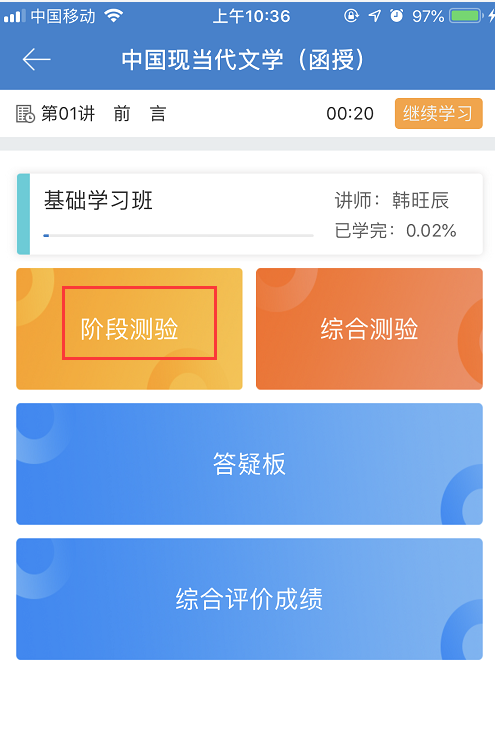 中国移动 上午10:36 97%
中国现当代文学（函授）
第01讲 前 言 00:20 继续学习
基础学习班 讲师：韩旺辰
已学完：0.02%
阶段测验 综合测验
答疑板
综合评价成绩